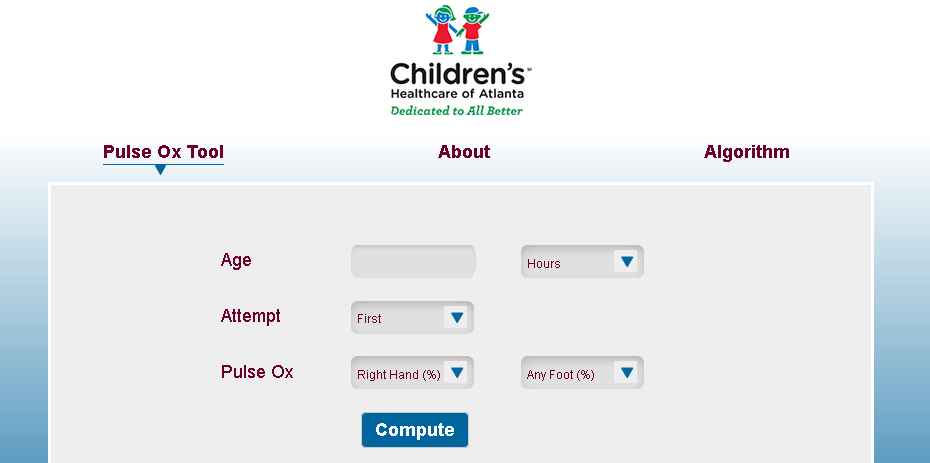 Children's
Healthcare of Atlanta
Dedicated to All Better
Pulse Ox Tool About Algorithm
Age Hours
Attempt First
Pulse Ox Right Hand (%) Any Foot (%)
Compute